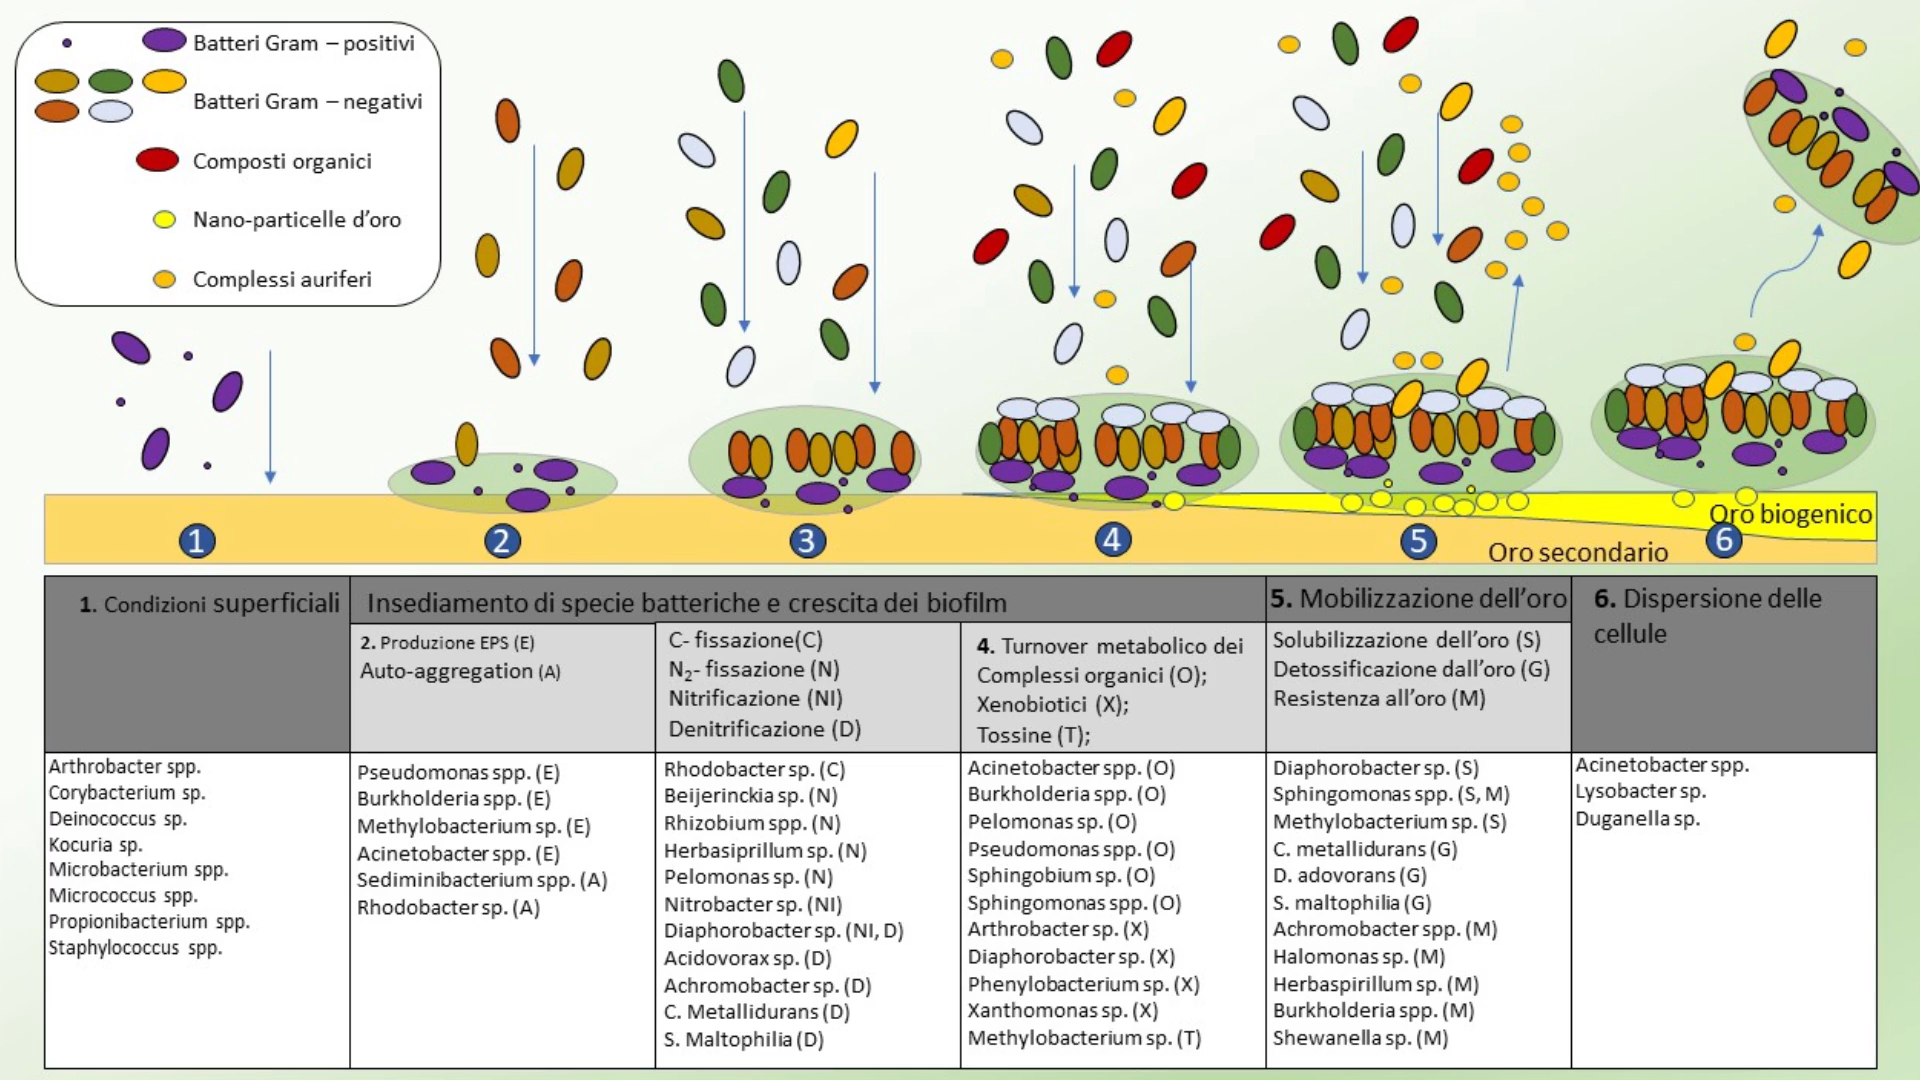 Batteri Gram – positivi
Batteri Gram – negativi
Composti organici
Nano-particelle d'oro
Complessi auriferi
1
2
3
4
5
6
Oro biogenico
Oro secondario
1. Condizioni superficiali
Insediamento di specie batteriche e crescita dei biofilm
5. Mobilizzazione dell'oro
6. Dispersione delle
cellule
2. Produzione EPS (E)
Auto-aggregation (A)
C- fissazione(C)
N2- fissazione (N)
Nitrificazione (NI)
Denitrificazione (D)
4. Turnover metabolico dei
Complessi organici (O);
Xenobiotici (X);
Tossine (T);
Solubilizzazione dell'oro (S)
Detossificazione dall'oro (G)
Resistenza all'oro (M)
Arthrobacter spp.
Corybacterium sp.
Deinococcus sp.
Kocuria sp.
Microbacterium spp.
Micrococcus spp.
Propionibacterium spp.
Staphylococcus spp.
Pseudomonas spp. (E)
Burkholderia spp. (E)
Methylobacterium sp. (E)
Acinetobacter spp. (E)
Sediminibacterium spp. (A)
Rhodobacter sp. (A)
Rhodobacter sp. (C)
Beijerinckia sp. (N)
Rhizobium spp. (N)
Herbasiprillum sp. (N)
Pelomonas sp. (N)
Nitrobacter sp. (NI)
Diaphorobacter sp. (NI, D)
Acidovorax sp. (D)
Achromobacter sp. (D)
C. Metallidurans (D)
S. Maltophilia (D)
Acinetobacter spp. (O)
Burkholderia spp. (O)
Pelomonas sp. (O)
Pseudomonas spp. (O)
Sphingobium sp. (O)
Sphingomonas spp. (O)
Arthrobacter sp. (X)
Diaphorobacter sp. (X)
Phenylobacterium sp. (X)
Xanthomonas sp. (X)
Methylobacterium sp. (T)
Diaphorobacter sp. (S)
Sphingomonas spp. (S, M)
Methylobacterium sp. (S)
C. metallidurans (G)
D. adovorans (G)
S. maltophilia (G)
Achromobacter spp. (M)
Halomonas sp. (M)
Herbaspirillum sp. (M)
Burkholderia spp. (M)
Shewanella sp. (M)
Acinetobacter spp.
Lysobacter sp.
Duganella sp.